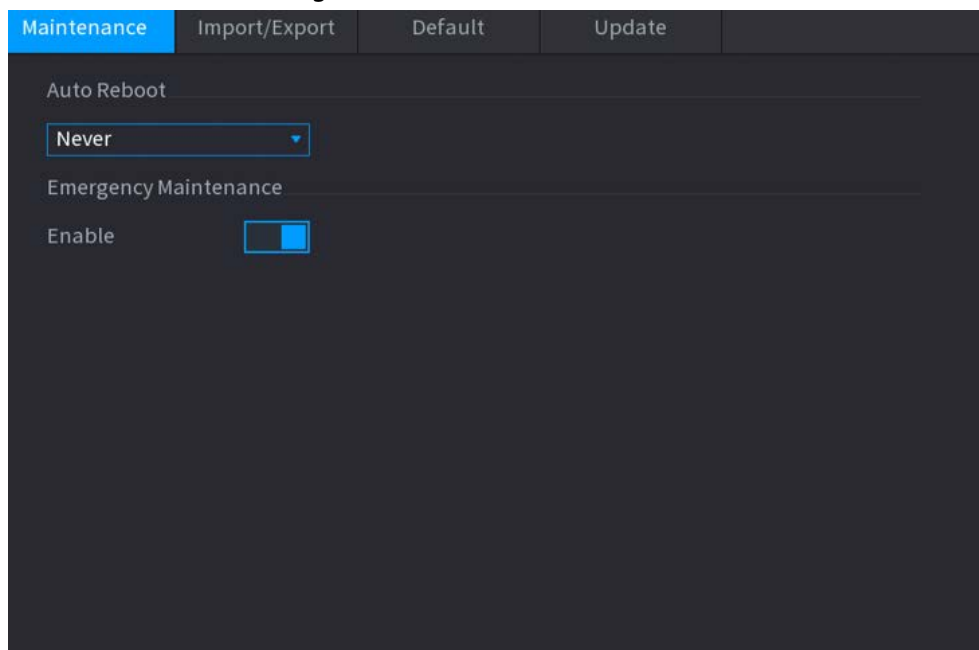 Maintenance Import/Export Default Update
Auto Reboot
Never
Emergency Maintenance
Enable